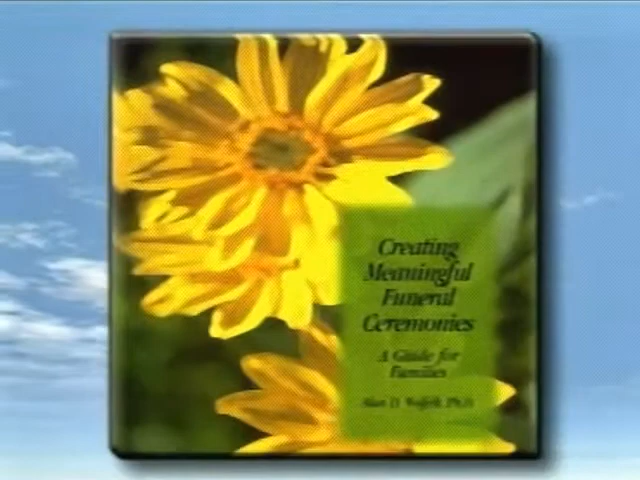 Creating
Meaningful
Funeral
Ceremonies
A Guide for
Families
Alan D. Wolfelt, Ph.D.